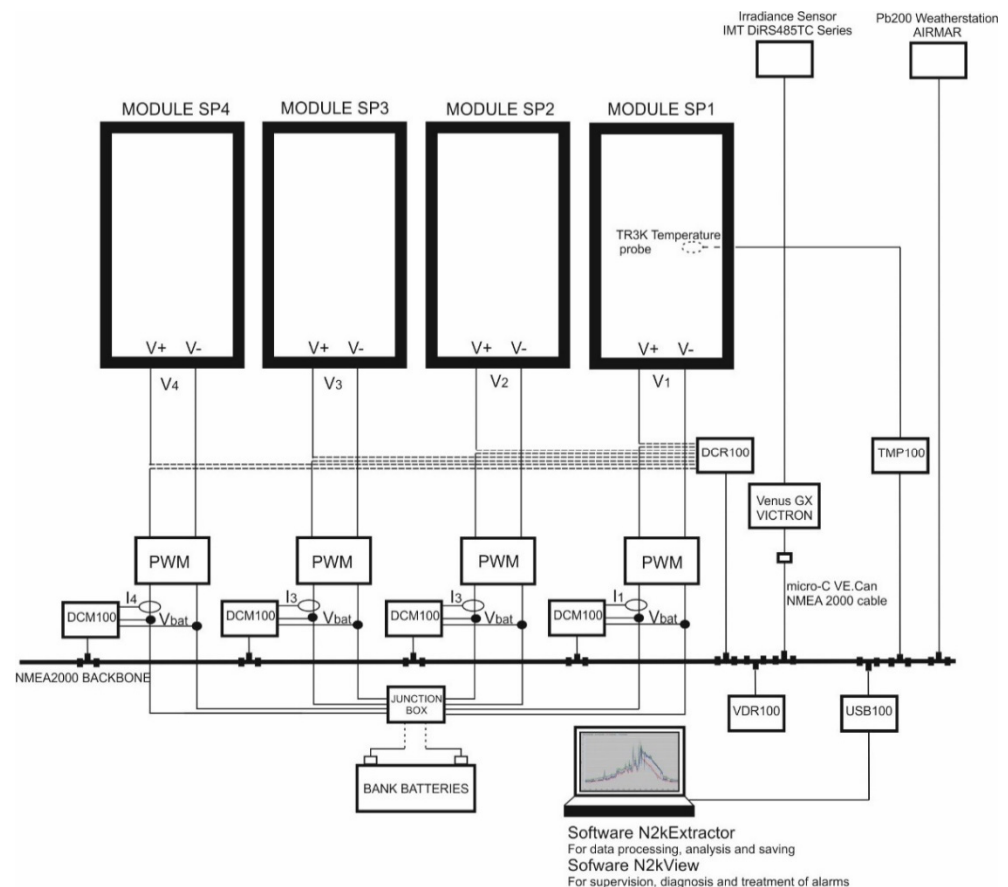 Irradiance Sensor
IMT DiRS485TC Series
Pb200 Weatherstation
AIRMAR
MODULE SP4
MODULE SP3
MODULE SP2
MODULE SP1
TR3K Temperature
probe
V+ V-
V+ V-
V+ V-
V+ V-
V4
V3
V2
V1
DCR100
TMP100
Venus GX
VICTRON
PWM
PWM
PWM
PWM
micro-C VE.Can
NMEA 2000 cable
I4
I3
I3
I1
DCM100
Vbat
DCM100
Vbat
DCM100
Vbat
DCM100
Vbat
NMEA2000 BACKBONE
JUNCTION
BOX
VDR100
USB100
BANK BATTERIES
Software N2kExtractor
For data processing, analysis and saving
Sofware N2kView
For supervision, diagnosis and treatment of alarms